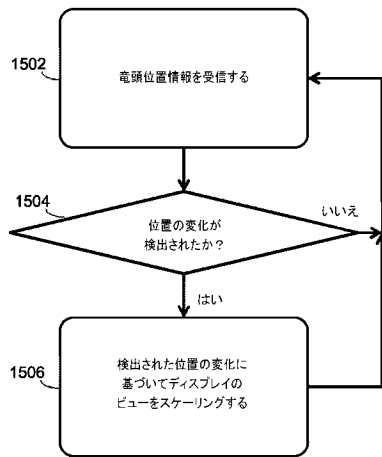 1502
竜頭位置情報を受信する
1504
位置の変化が
検出されたか？
いいえ
はい
1506
検出された位置の変化に
基づいてディスプレイの
ビューをスケーリングする